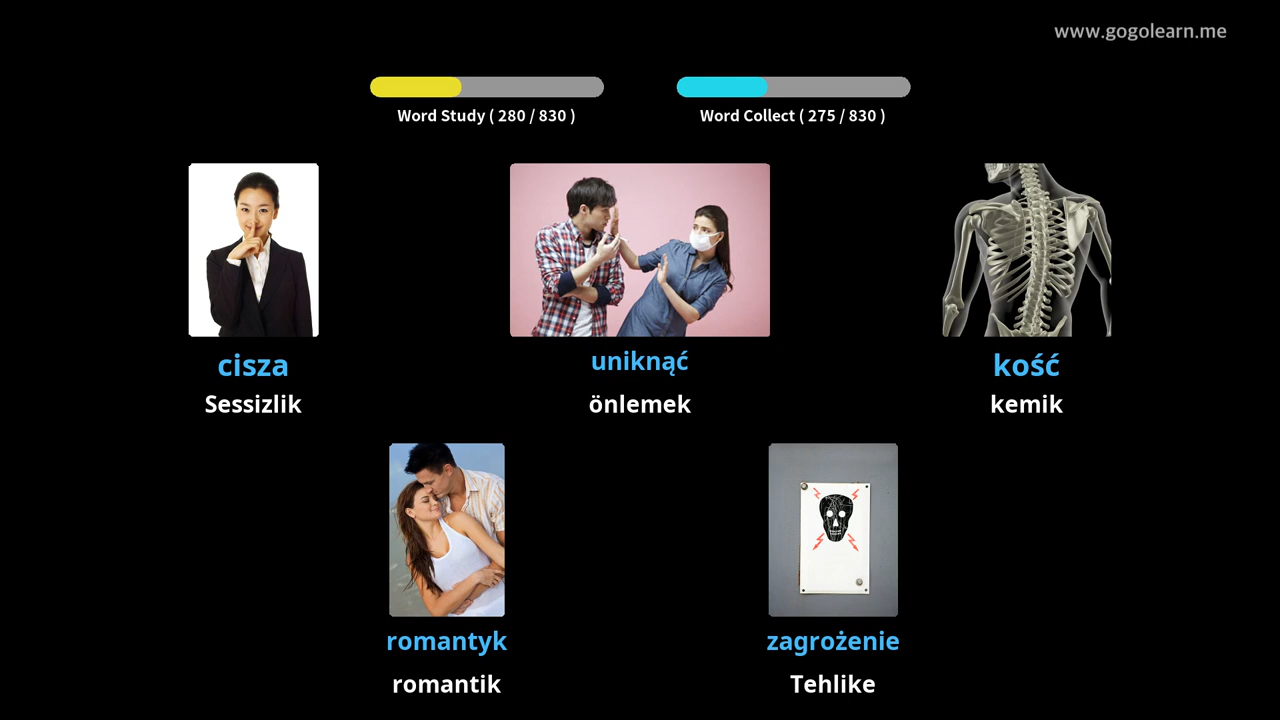 www.gogolearn.me
Word Study ( 280 / 830 )
Word Collect ( 275 / 830 )
cisza
Sessizlik
uniknąć
önlemek
kość
kemik
romantyk
romantik
zagrożenie
Tehlike